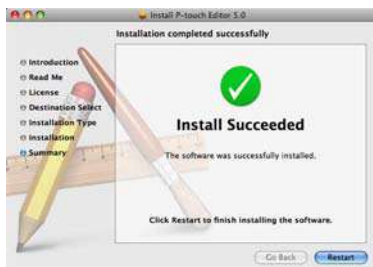 Install P-touch Editor 5.0
Installation completed successfully
Introduction
Read Me
License
Destination Select
Installation Type
Installation
Summary
Install Succeeded
The software was successfully installed.
Click Restart to finish installing the software.
Go Back
Restart